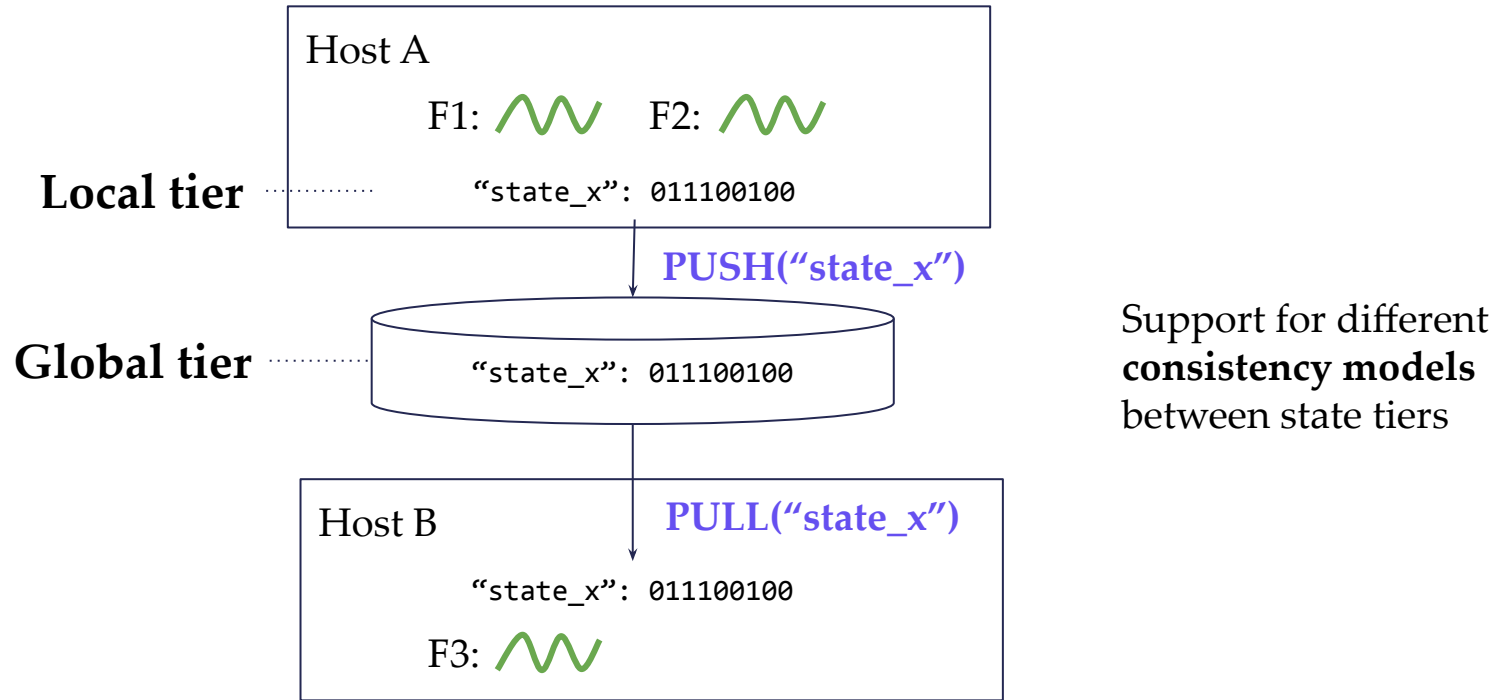 Host A
F1: F2:
Local tier
“state_x”: 011100100
PUSH(“state_x”)
Global tier
“state_x”: 011100100
Support for different
consistency models
between state tiers
Host B
PULL(“state_x”)
“state_x”: 011100100
F3: